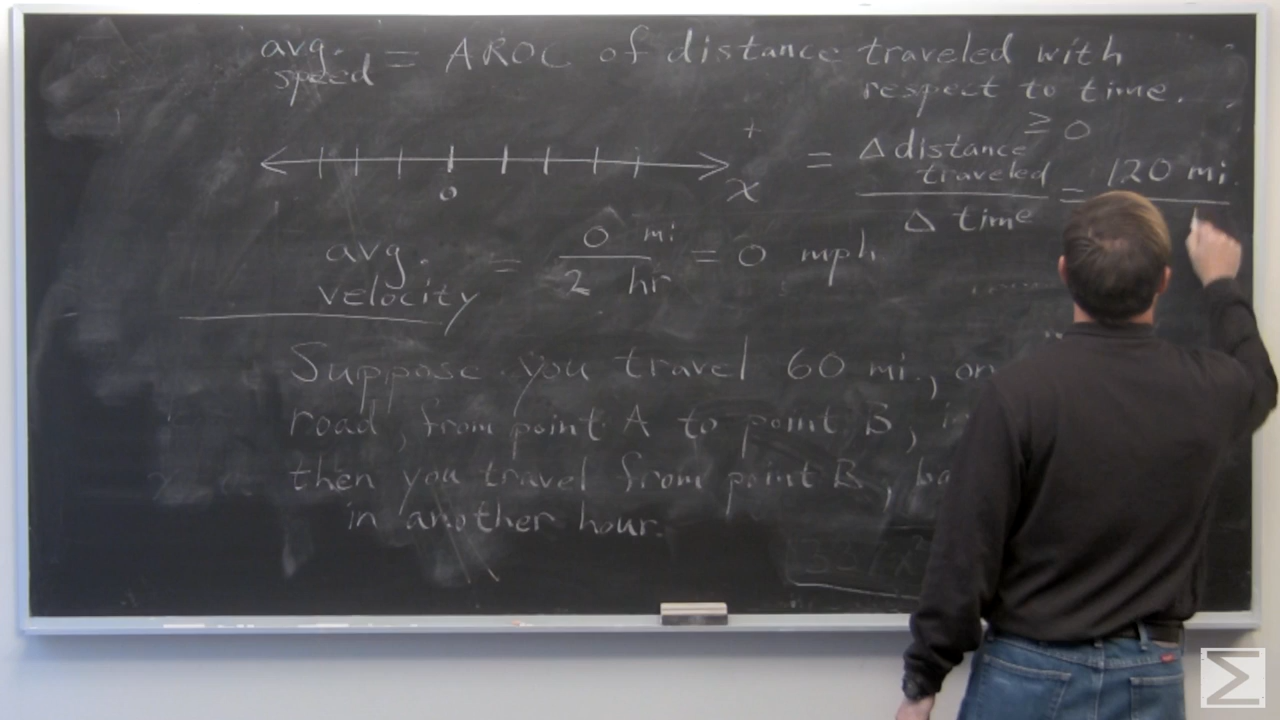 avg. speed = AROC of distance traveled with
respect to time.
≥ 0
+
0
x
= Δ distance traveled / Δ time = 120 mi.
avg. velocity = 0 mi / 2 hr = 0 mph
Suppose you travel 60 mi., on
road, from point A to point B,
then you travel from point B,
in another hour.
Σ